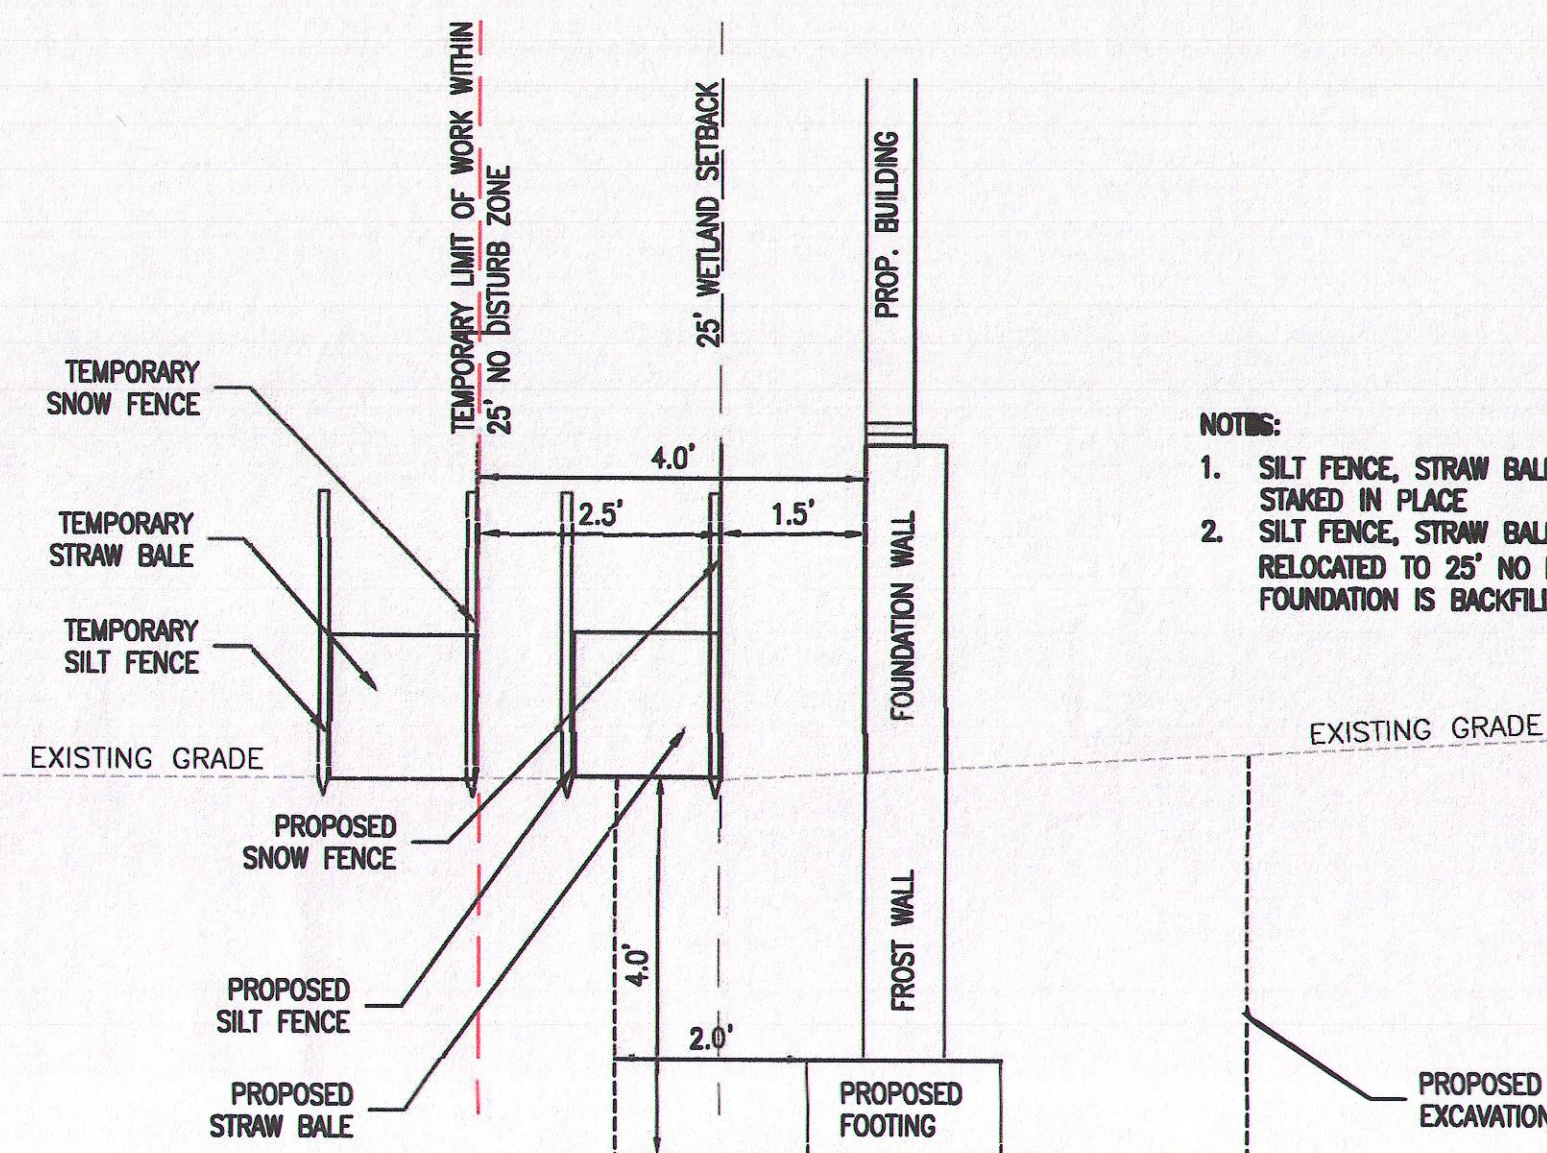 TEMPORARY LIMIT OF WORK WITHIN
25' NO DISTURB ZONE
25' WETLAND SETBACK
PROP. BUILDING
TEMPORARY
SNOW FENCE
TEMPORARY
STRAW BALE
TEMPORARY
SILT FENCE
EXISTING GRADE
4.0'
2.5'
1.5'
FOUNDATION WALL
NOTES:
1. SILT FENCE, STRAW BALE
STAKED IN PLACE
2. SILT FENCE, STRAW BALE
RELOCATED TO 25' NO
FOUNDATION IS BACKFILL
EXISTING GRADE
PROPOSED
SNOW FENCE
PROPOSED
SILT FENCE
PROPOSED
STRAW BALE
4.0'
2.0'
FROST WALL
PROPOSED
FOOTING
PROPOSED
EXCAVATION